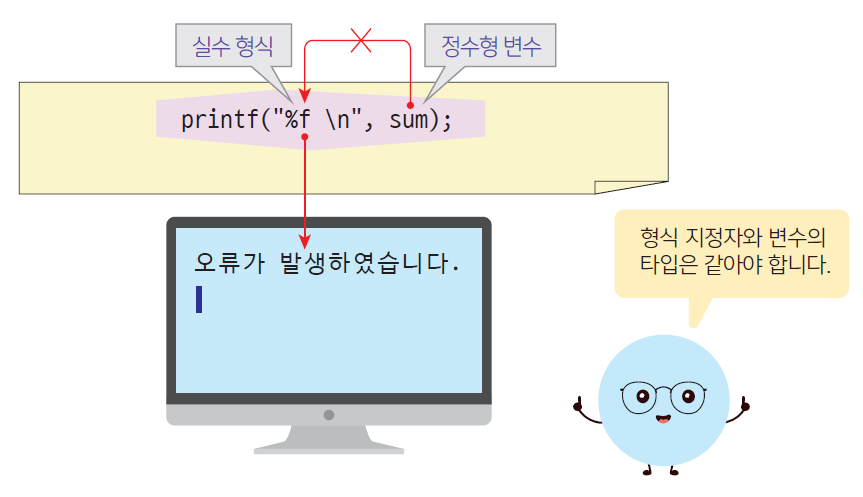 실수 형식
정수형 변수
printf("%f \n", sum);
오류가 발생하였습니다.
형식 지정자와 변수의
타입은 같아야 합니다.